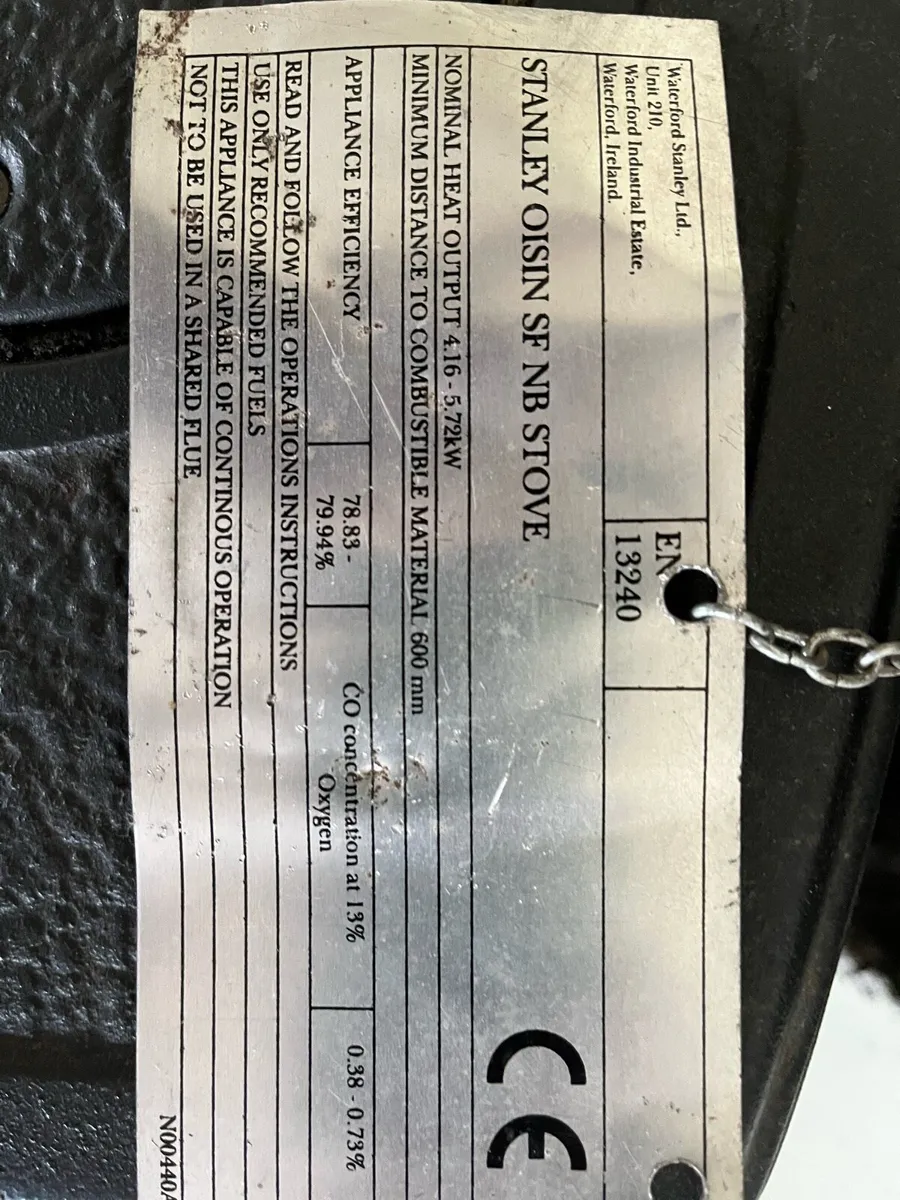 Waterford Stanley Ltd.,
Unit 210,
Waterford Industrial Estate,
Waterford, Ireland.
EN
13240
STANLEY OISIN SF NB STOVE
CE
NOMINAL HEAT OUTPUT 4.16 - 5.72kW
MINIMUM DISTANCE TO COMBUSTIBLE MATERIAL 600 mm
APPLIANCE EFFICIENCY
78.83 -
79.94%
CO concentration at 13%
Oxygen
0.38 - 0.73%
READ AND FOLLOW THE OPERATIONS INSTRUCTIONS
USE ONLY RECOMMENDED FUELS
THIS APPLIANCE IS CAPABLE OF CONTINOUS OPERATION
NOT TO BE USED IN A SHARED FLUE
N00440A